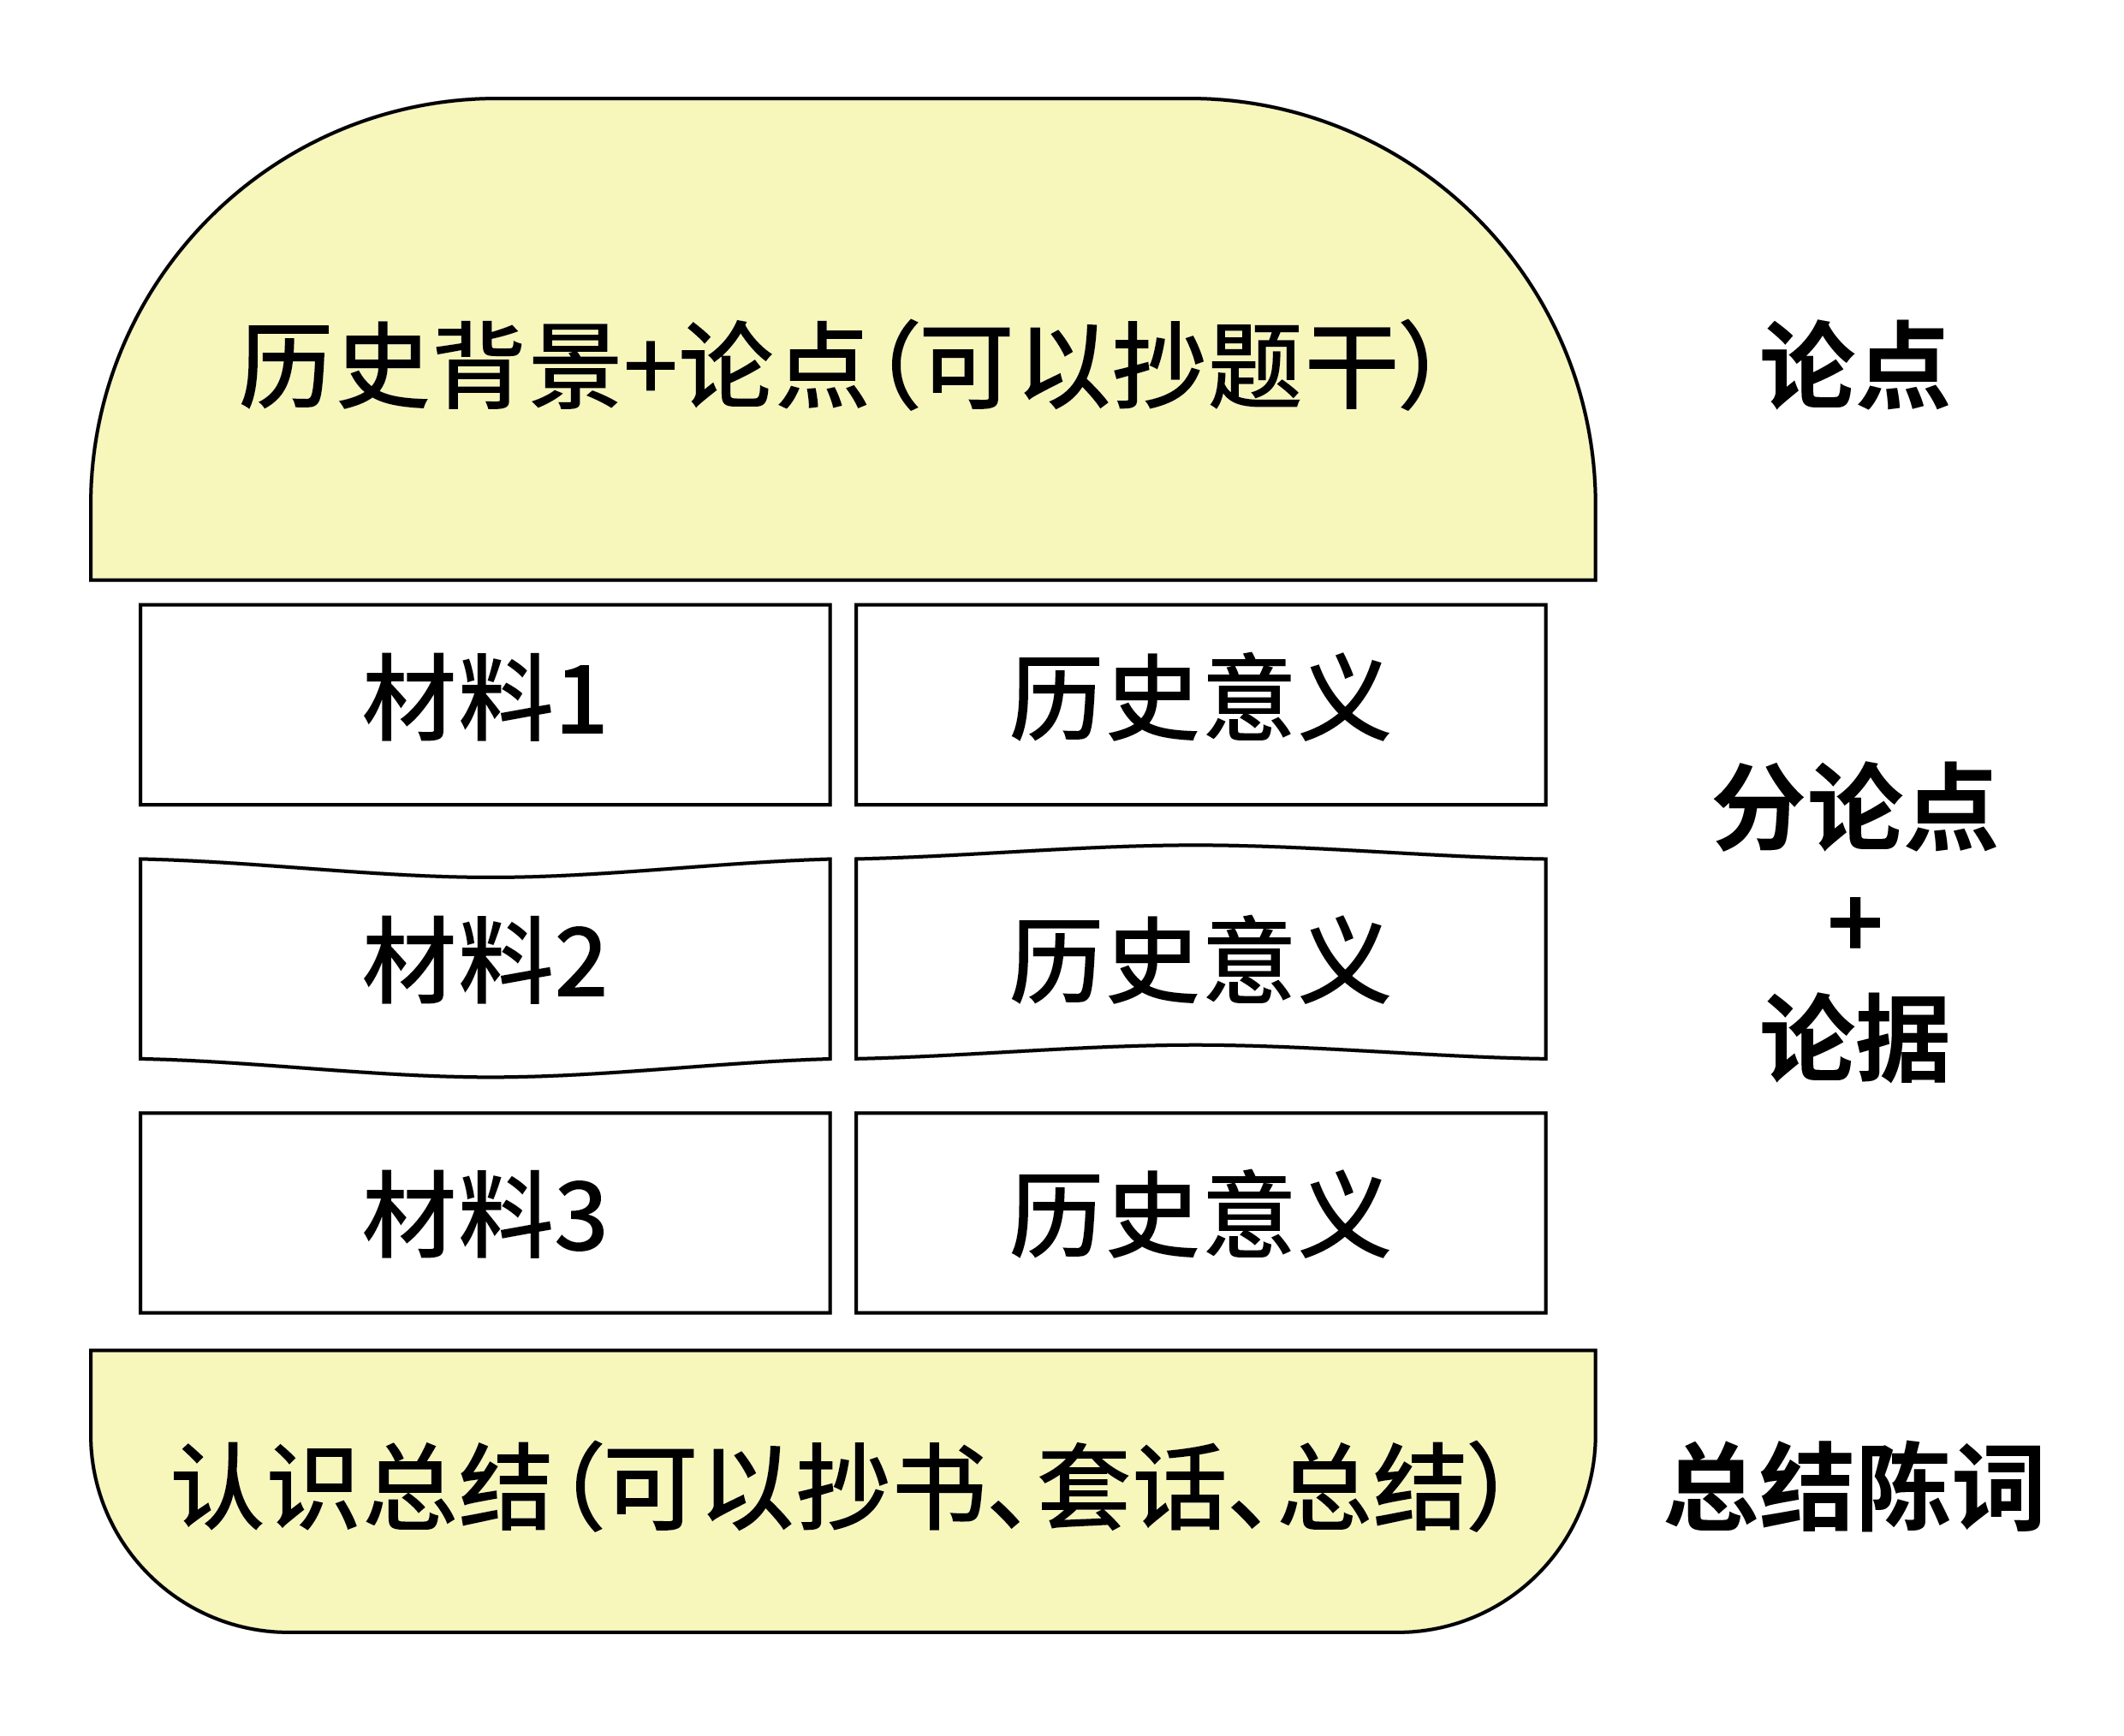 历史背景+论点(可以抄题干)
论点
材料1
历史意义
材料2
历史意义
材料3
历史意义
分论点
+
论据
认识总结(可以抄书、套话、总结)
总结陈词